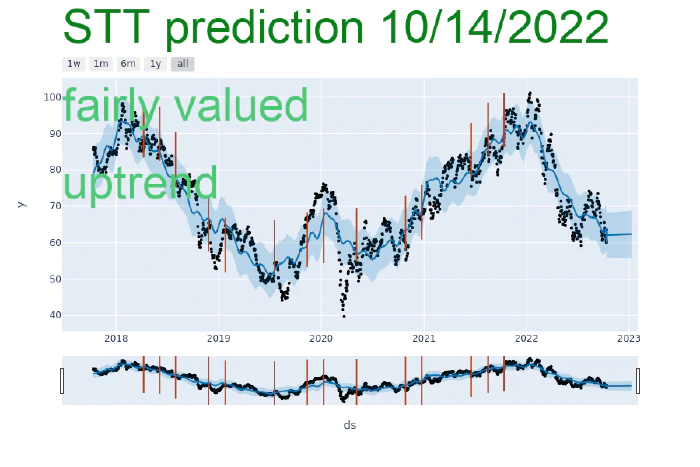 STT prediction 10/14/2022
1w 1m 6m 1y all
fairly valued
uptrend
100
90
80
70
60
50
40
y
2018 2019 2020 2021 2022 2023
ds